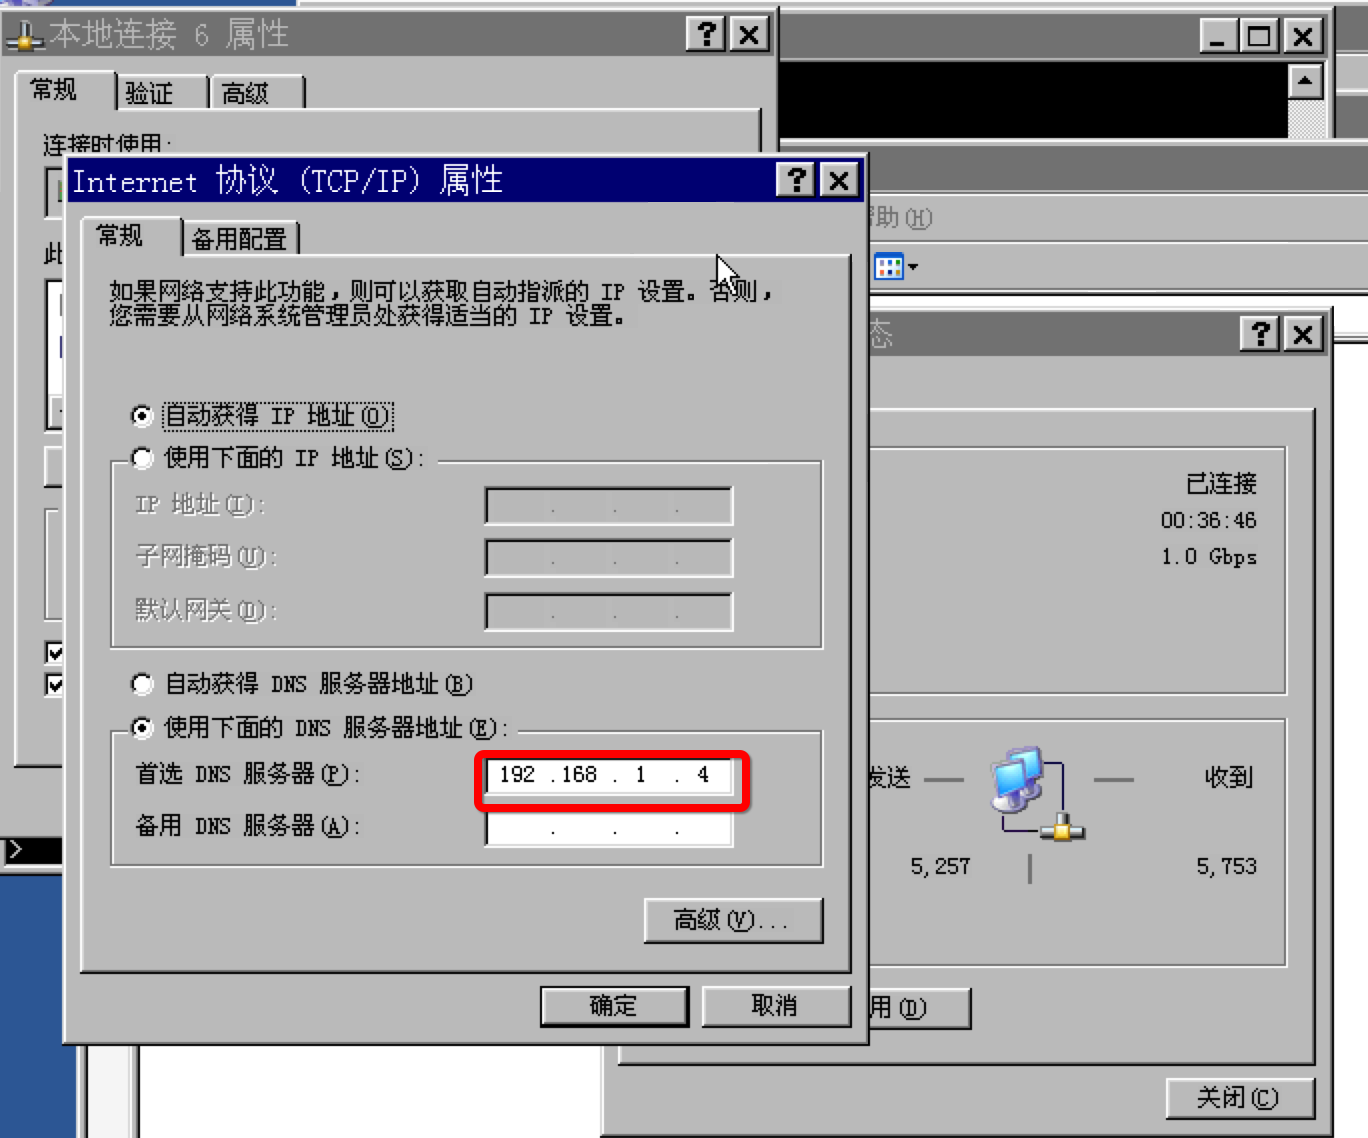 本地连接 6 属性
常规 验证 高级
连接时使用:
Internet 协议 (TCP/IP) 属性
常规 备用配置
如果网络支持此功能，则可以获取自动指派的 IP 设置。否则，
您需要从网络系统管理员处获得适当的 IP 设置。
自动获得 IP 地址(O)
使用下面的 IP 地址(S):
IP 地址(I): . . .
子网掩码(U): . . .
默认网关(D): . . .
自动获得 DNS 服务器地址(B)
使用下面的 DNS 服务器地址(E):
首选 DNS 服务器(P): 192 .168 . 1 . 4
备用 DNS 服务器(A): . . .
高级(V)...
确定 取消
此
>
助(H)
态
已连接
00:36:46
1.0 Gbps
发送 — — 收到
5,257 | 5,753
用(D)
关闭(C)